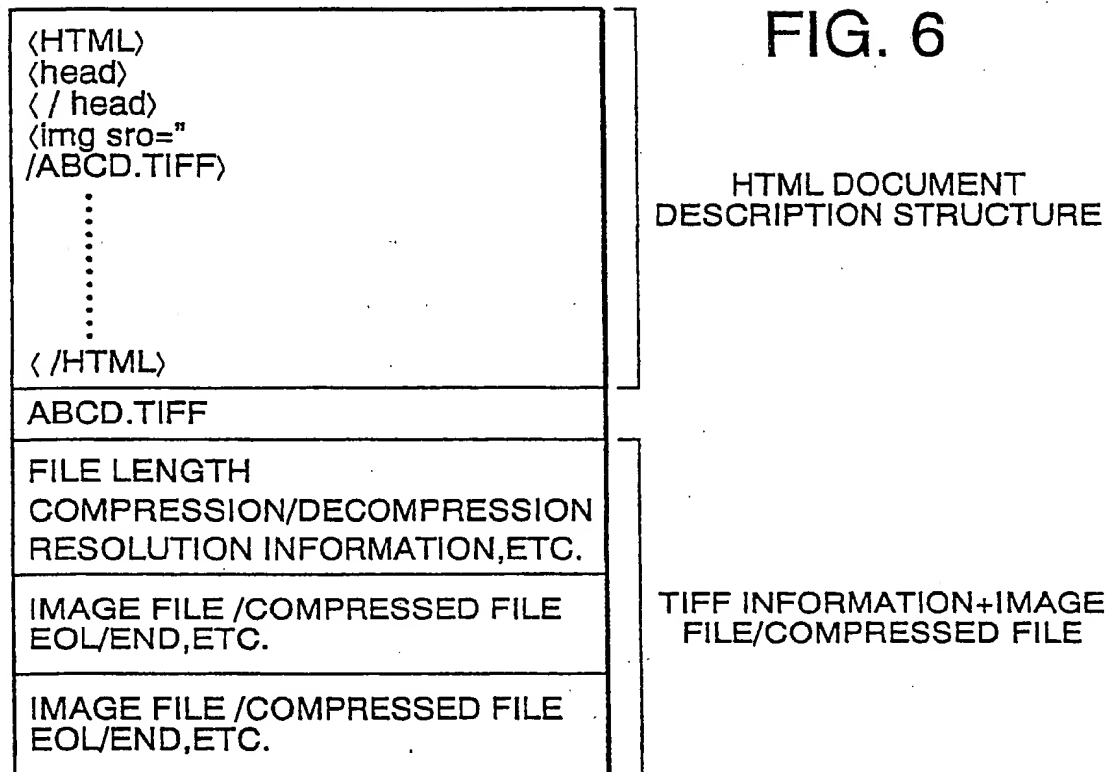 FIG. 6
〈HTML〉
〈head〉
〈 / head〉
〈img sro="
/ABCD.TIFF〉
〈 /HTML〉
HTML DOCUMENT
DESCRIPTION STRUCTURE
ABCD.TIFF
FILE LENGTH
COMPRESSION/DECOMPRESSION
RESOLUTION INFORMATION,ETC.
IMAGE FILE /COMPRESSED FILE
EOL/END,ETC.
IMAGE FILE /COMPRESSED FILE
EOL/END,ETC.
TIFF INFORMATION+IMAGE
FILE/COMPRESSED FILE